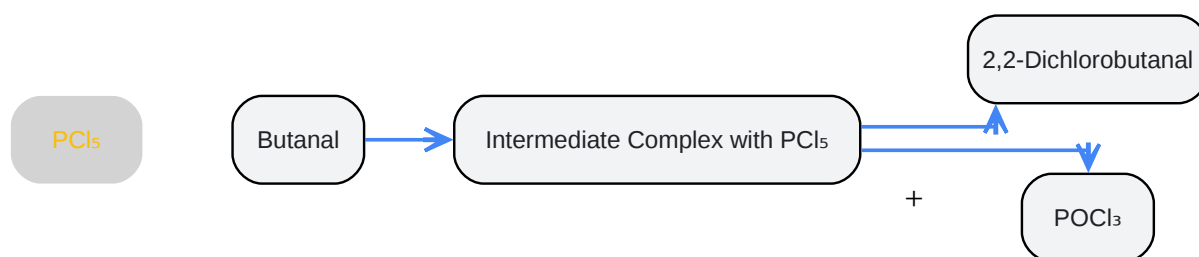 2,2-Dichlorobutanal
PCl₅
Butanal
Intermediate Complex with PCl₅
+
POCl₃